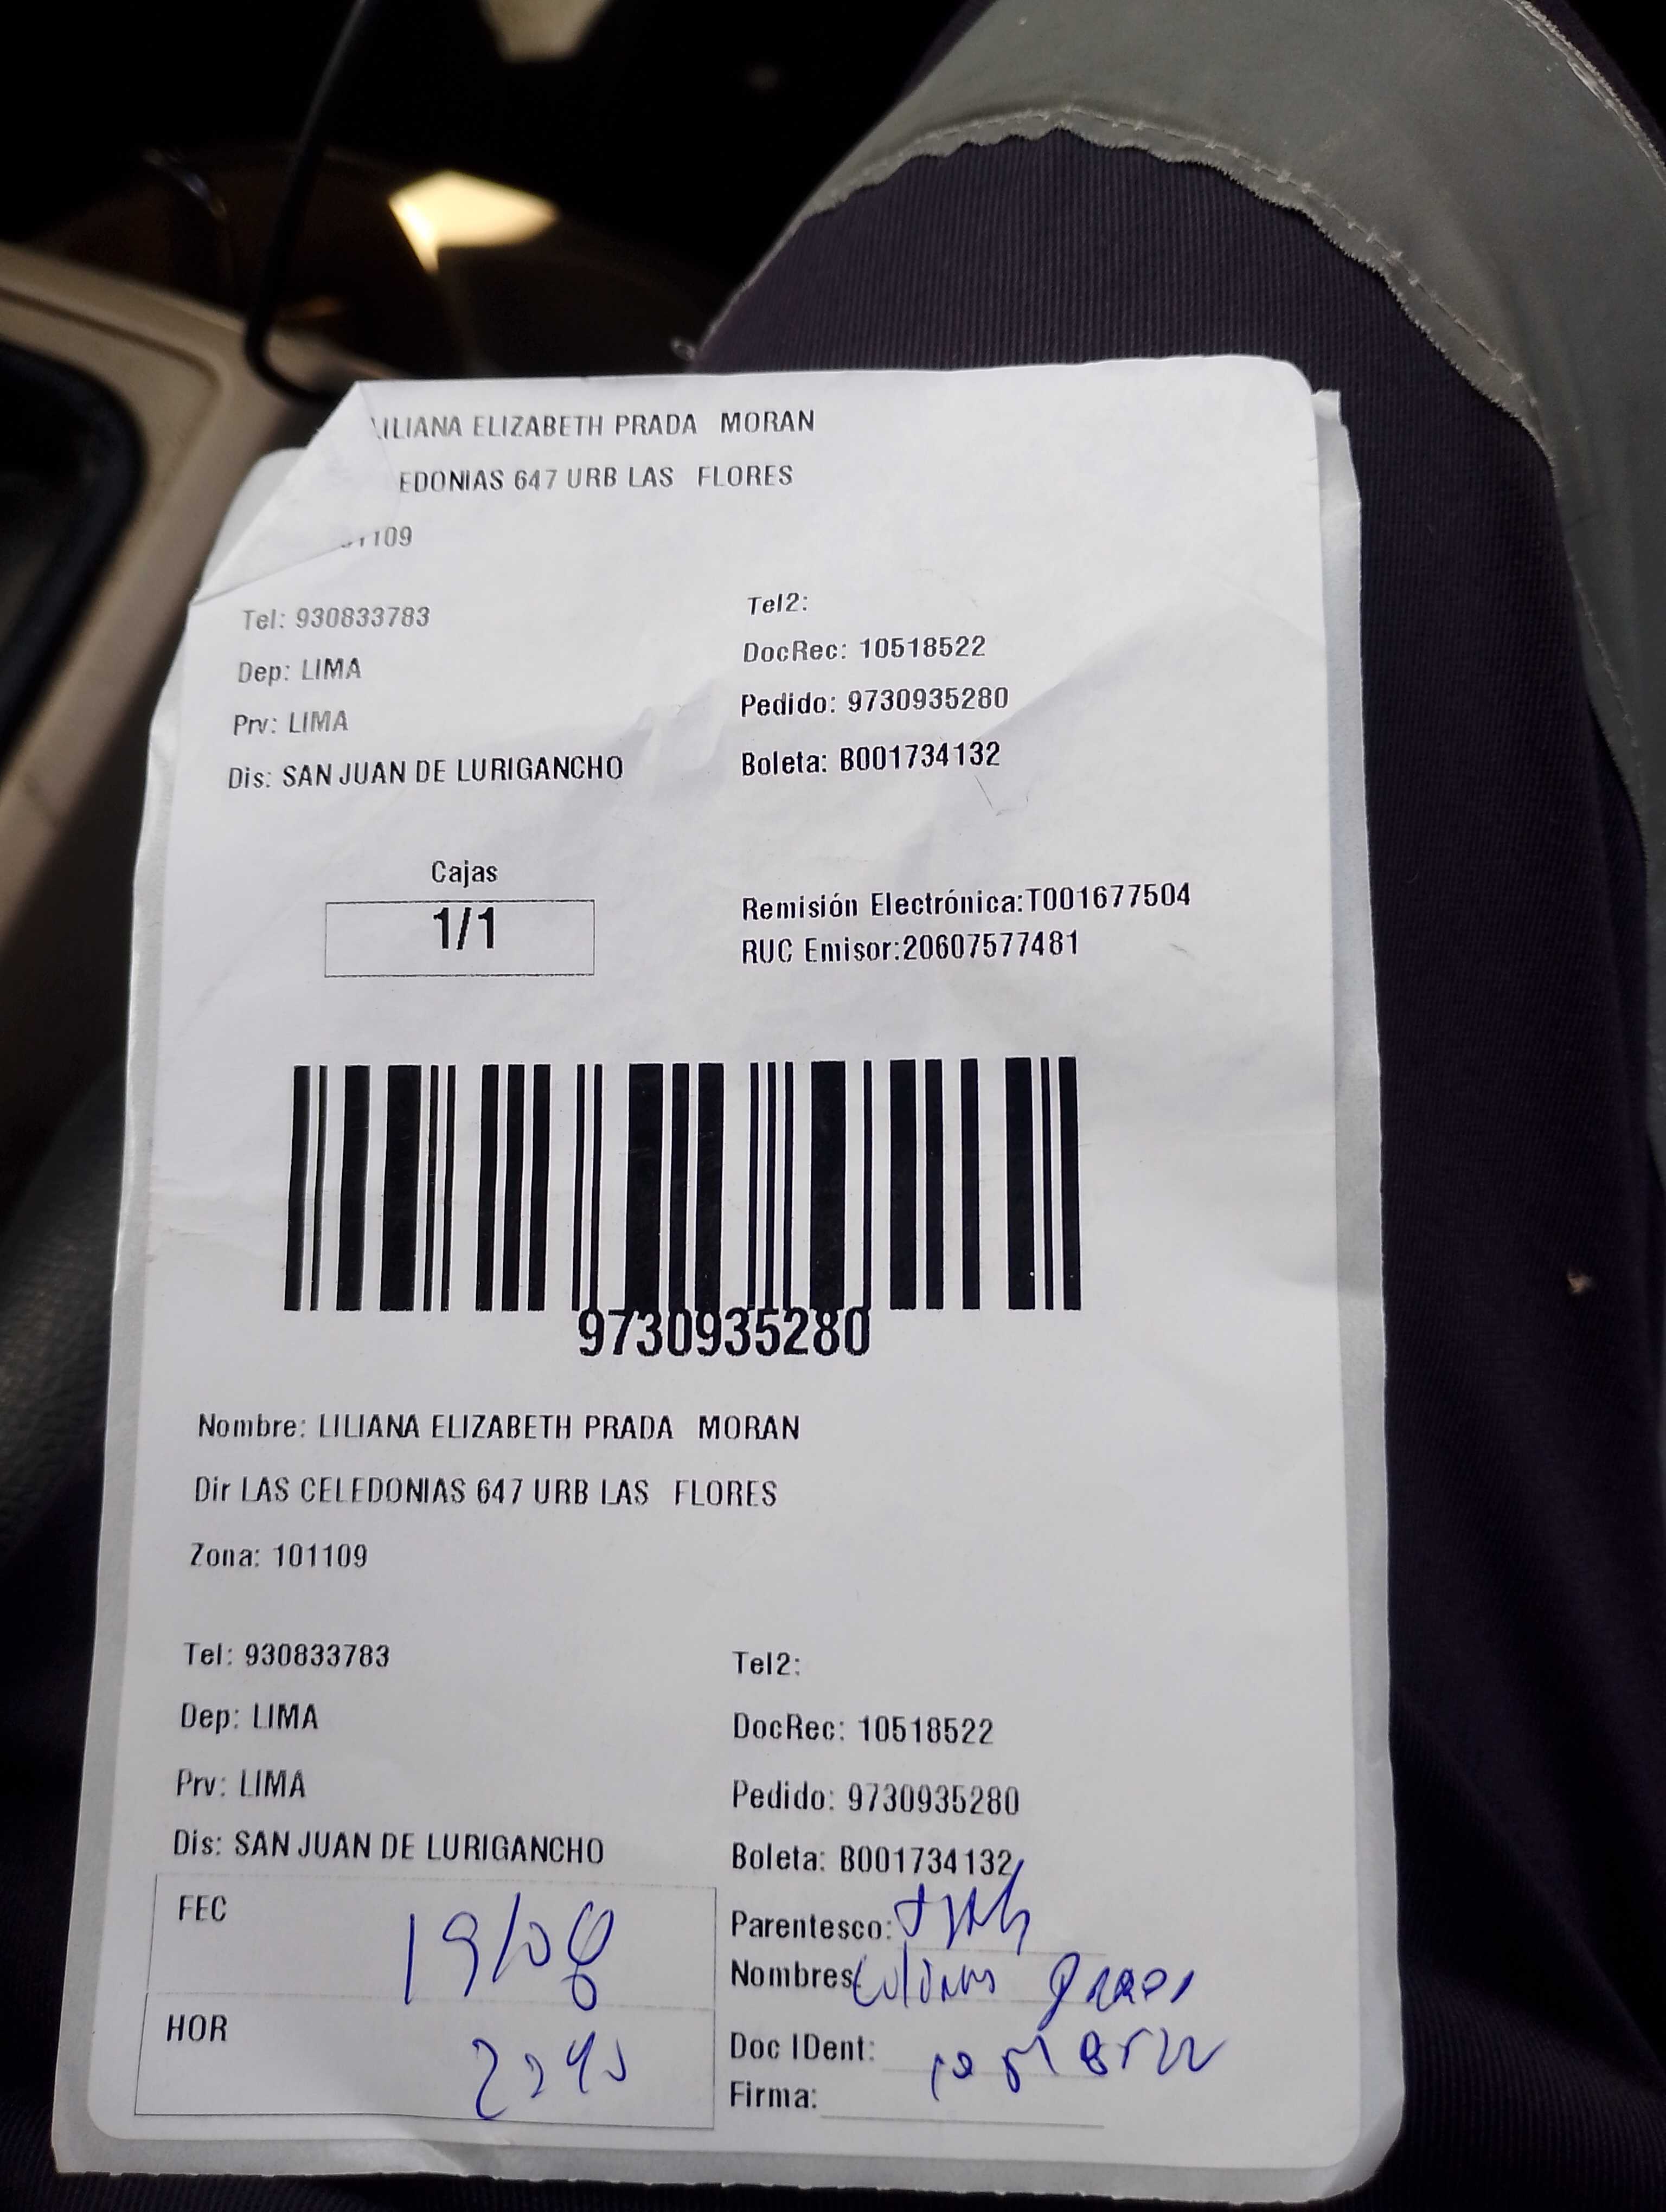 LILIANA ELIZABETH PRADA MORAN
EDONIAS 647 URB LAS FLORES
1109
Tel: 930833783
Tel2:
Dep: LIMA
DocRec: 10518522
Prv: LIMA
Pedido: 9730935280
Dis: SAN JUAN DE LURIGANCHO
Boleta: B001734132
Cajas
1/1
Remisión Electrónica:T001677504
RUC Emisor:20607577481
9730935280
Nombre: LILIANA ELIZABETH PRADA MORAN
Dir LAS CELEDONIAS 647 URB LAS FLORES
Zona: 101109
Tel: 930833783
Tel2:
Dep: LIMA
DocRec: 10518522
Prv: LIMA
Pedido: 9730935280
Dis: SAN JUAN DE LURIGANCHO
Boleta: B001734132
FEC 19/08
Parentesco:
Nombres
HOR
Doc IDent:
Firma: